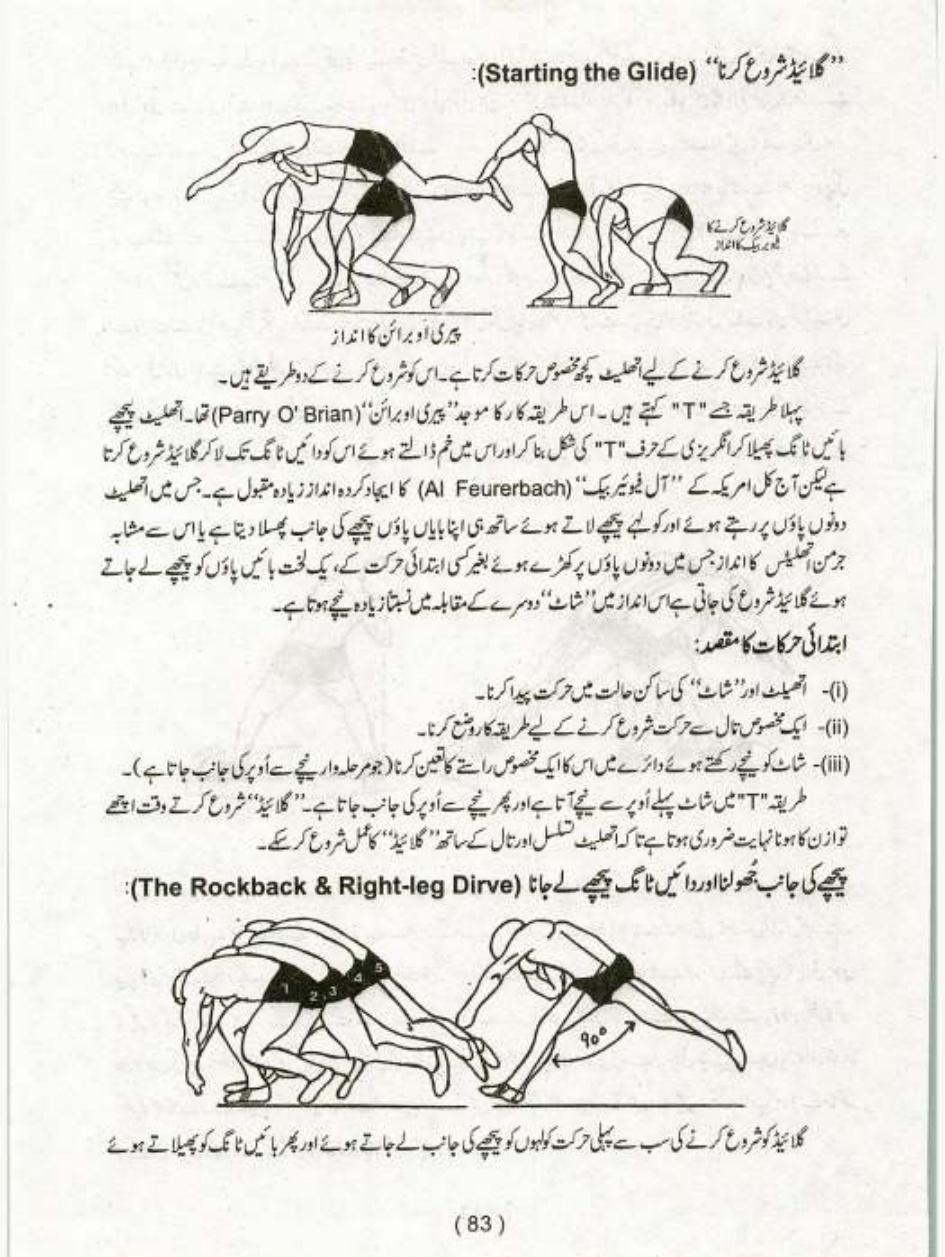 ”گلائیڈ شروع کرنا“ (Starting the Glide):
گلائیڈ شروع کرنے کا
فیویر بیک کا انداز
پیری اوبرائن کا انداز
گلائیڈ شروع کرنے کے لیے اتھلیٹ کچھ مخصوص حرکات کرتا ہے۔ اس کو شروع کرنے کے دو طریقے ہیں۔
پہلا طریقہ جسے "T" کہتے ہیں ۔ اس طریقہ کار کا موجد ”پیری اوبرائن“ (Parry O' Brian) تھا۔ اتھلیٹ پیچھے
بائیں ٹانگ پھیلا کر انگریزی کے حرف "T" کی شکل بنا کر اور اس میں خم ڈالتے ہوئے اس کو دائیں ٹانگ تک لا کر گلائیڈ شروع کرتا
ہے لیکن آج کل امریکہ کے ”آل فیوئیر بیک“ (Al Feurerbach) کا ایجاد کردہ انداز زیادہ مقبول ہے۔ جس میں اتھلیٹ
دونوں پاؤں پر رہتے ہوئے اور کولہے پیچھے لاتے ہوئے ساتھ ہی اپنا بایاں پاؤں پیچھے کی جانب پھسلا دیتا ہے یا اس سے مشابہ
جرمن اتھلیٹس کا انداز جس میں دونوں پاؤں پر کھڑے ہوئے بغیر کسی ابتدائی حرکت کے، یک لخت بائیں پاؤں کو پیچھے لے جاتے
ہوئے گلائیڈ شروع کی جاتی ہے اس انداز میں ”شاٹ“ دوسرے کے مقابلہ میں نسبتاً زیادہ نیچے ہوتا ہے۔
ابتدائی حرکات کا مقصد:
(i)- اتھیلٹ اور ”شاٹ“ کی ساکن حالت میں حرکت پیدا کرنا۔
(ii)- ایک مخصوص تال سے حرکت شروع کرنے کے لیے طریقہ کار وضع کرنا۔
(iii)- شاٹ کو نیچے رکھتے ہوئے دائرے میں اس کا ایک مخصوص راستے کا تعین کرنا (جو مرحلہ وار نیچے سے اُوپر کی جانب جاتا ہے)۔
طریقہ "T" میں شاٹ پہلے اُوپر سے نیچے آتا ہے اور پھر نیچے سے اُوپر کی جانب جاتا ہے۔ ”گلائیڈ“ شروع کرتے وقت اچھے
توازن کا ہونا نہایت ضروری ہوتا ہے تاکہ اتھلیٹ تسلسل اور تال کے ساتھ ”گلائیڈ“ کا عمل شروع کر سکے۔
پیچھے کی جانب جُھولنا اور دائیں ٹانگ پیچھے لے جانا (The Rockback & Right-leg Dirve):
1 2 3 4 5
90°
گلائیڈ کو شروع کرنے کی سب سے پہلی حرکت کولہوں کو پیچھے کی جانب لے جاتے ہوئے اور پھر بائیں ٹانگ کو پھیلاتے ہوئے
(83)